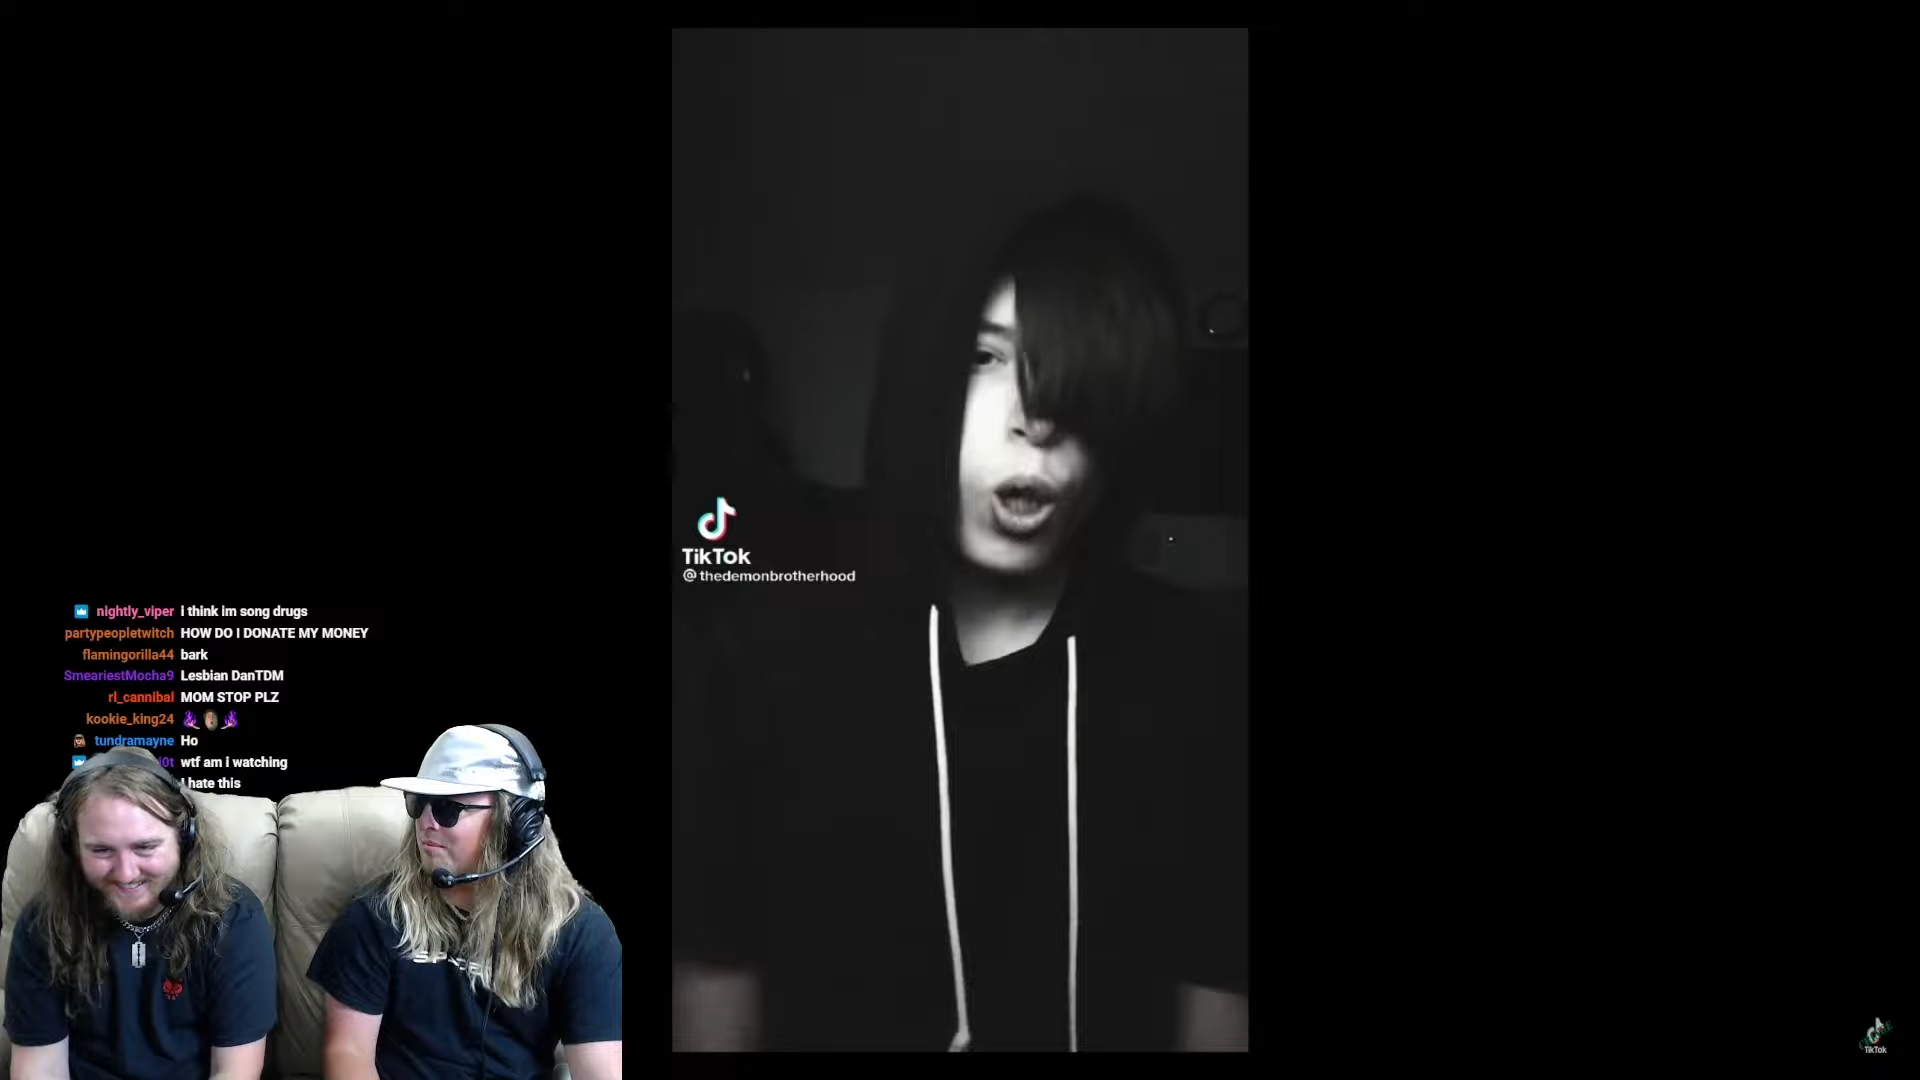 TikTok
@thedemonbrotherhood
nightly_viper i think im song drugs
partypeopletwitch HOW DO I DONATE MY MONEY
flamingorilla44 bark
SmeariestMocha9 Lesbian DanTDM
rl_cannibal MOM STOP PLZ
kookie_king24
tundramayne Ho
wtf am i watching
I hate this
TikTok